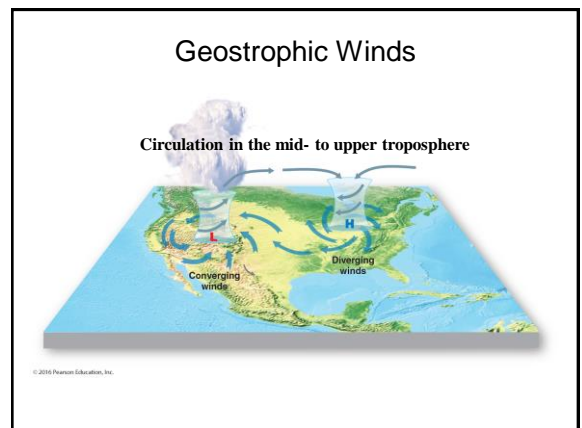 Geostrophic Winds
Circulation in the mid- to upper troposphere
L
H
Converging
winds
Diverging
winds
© 2016 Pearson Education, Inc.